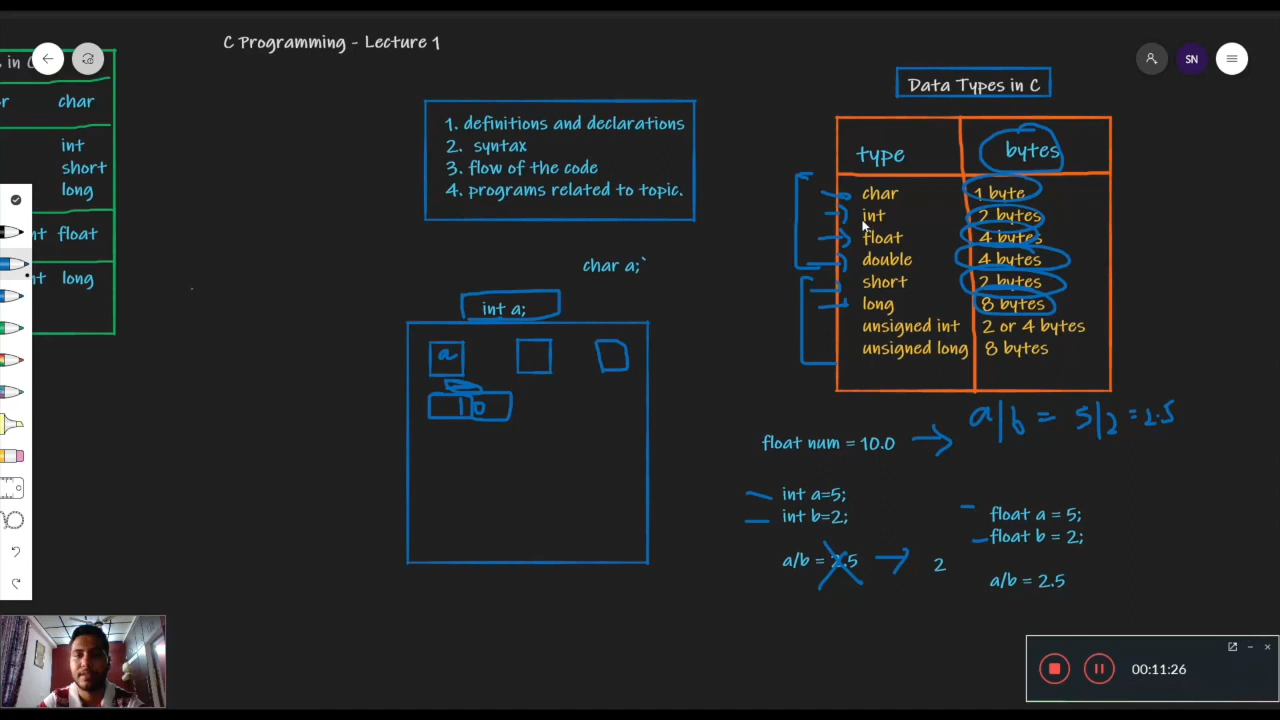 C Programming - Lecture 1
SN
s in C
r char
int
short
long
nt float
nt long
1. definitions and declarations
2. syntax
3. flow of the code
4. programs related to topic.
char a;`
int a;
a
10
Data Types in C
type bytes
char 1 byte
int 2 bytes
float 4 bytes
double 4 bytes
short 2 bytes
long 8 bytes
unsigned int 2 or 4 bytes
unsigned long 8 bytes
float num = 10.0
a/b = 5/2 = 2.5
int a=5;
int b=2;
a/b = 2.5
2
float a = 5;
float b = 2;
a/b = 2.5
00:11:26